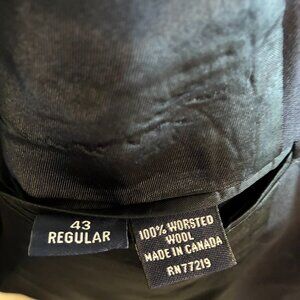 43
REGULAR
100% WORSTED
WOOL
MADE IN CANADA
RN77219